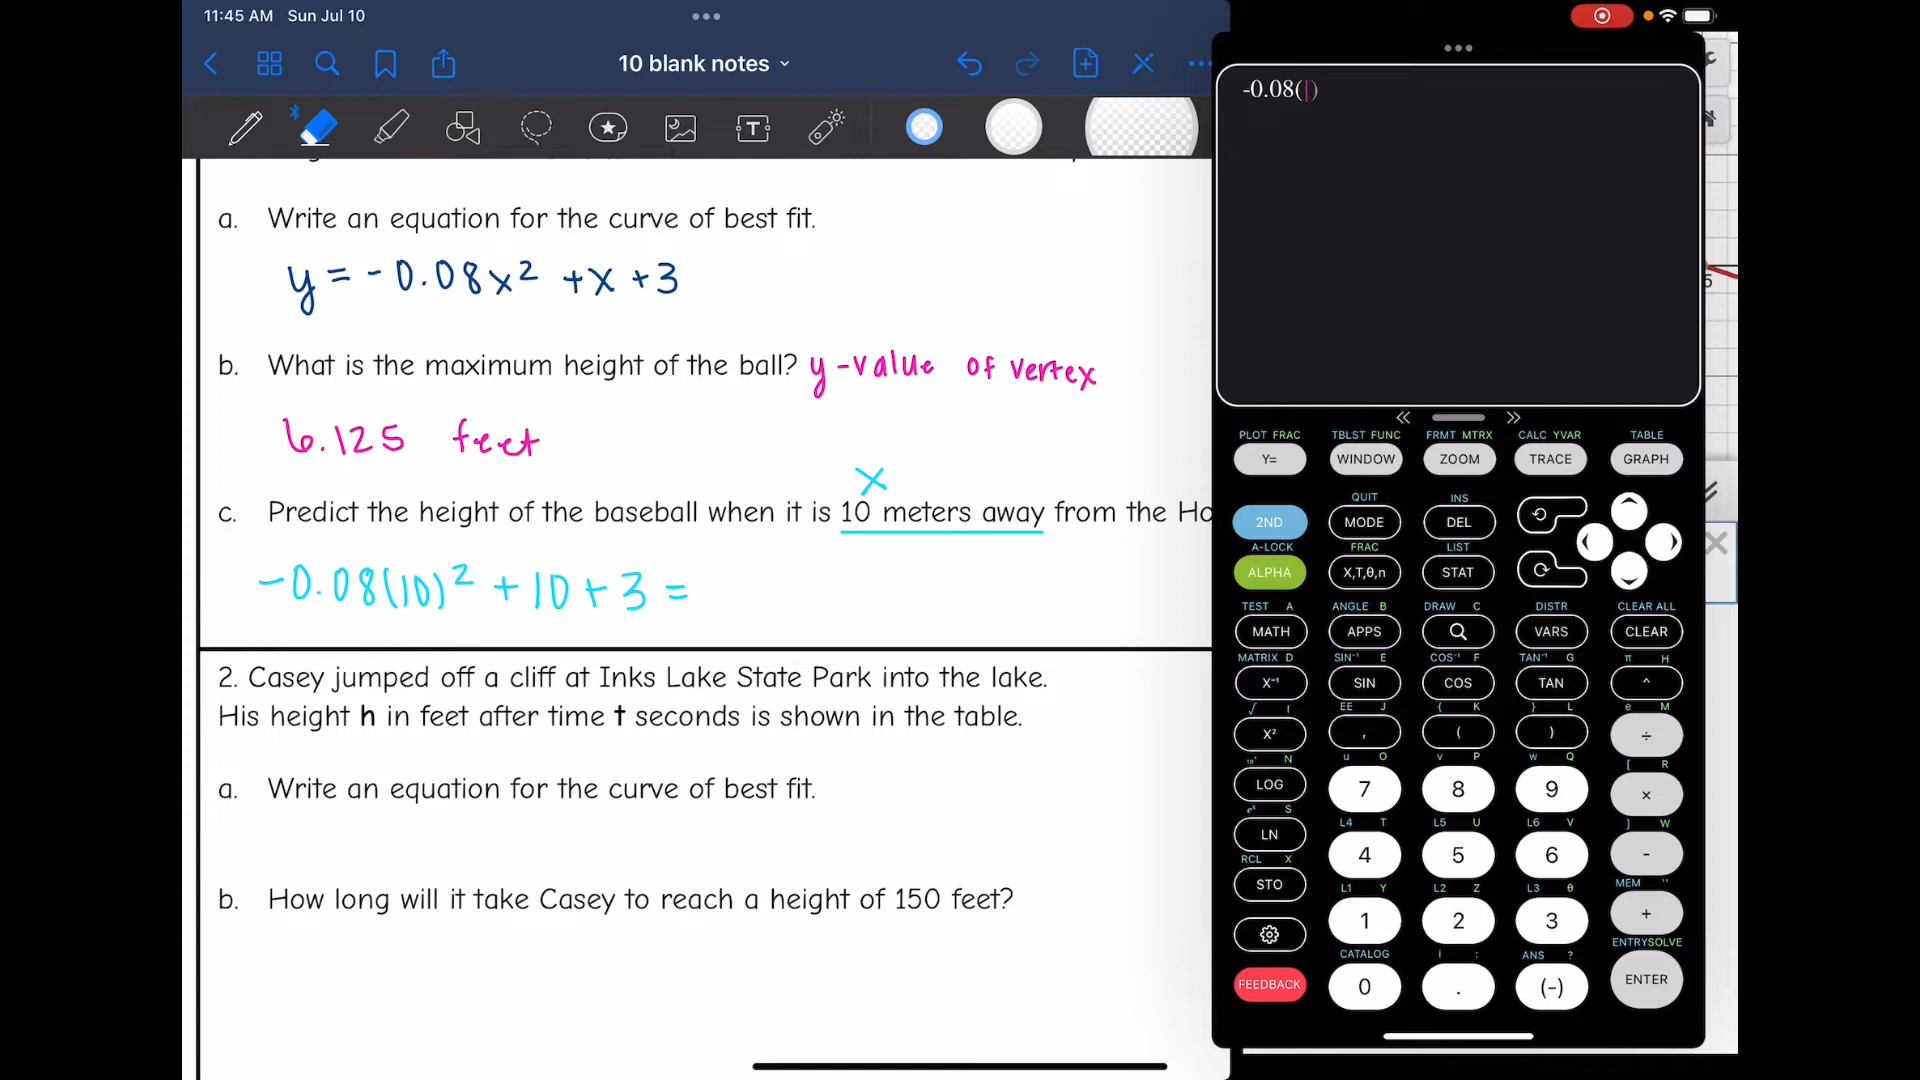 11:45 AM Sun Jul 10
10 blank notes
a. Write an equation for the curve of best fit.
y = -0.08x² + x + 3
b. What is the maximum height of the ball? y-value of vertex
6.125 feet
x
c. Predict the height of the baseball when it is 10 meters away from the Ho
-0.08(10)² + 10 + 3 =
2. Casey jumped off a cliff at Inks Lake State Park into the lake.
His height h in feet after time t seconds is shown in the table.
a. Write an equation for the curve of best fit.
b. How long will it take Casey to reach a height of 150 feet?
-0.08()
PLOT FRAC TBLST FUNC FRMT MTRX CALC YVAR TABLE
Y= WINDOW ZOOM TRACE GRAPH
QUIT INS
2ND MODE DEL
A-LOCK FRAC LIST
ALPHA X,T,θ,n STAT
TEST A ANGLE B DRAW C DISTR CLEAR ALL
MATH APPS VARS CLEAR
MATRIX D SIN⁻¹ E COS⁻¹ F TAN⁻¹ G π H
X⁻¹ SIN COS TAN ^
√ I EE J { K } L e M
X² , ( ) ÷
10ˣ N u O v P w Q [ R
LOG 7 8 9 ×
eˣ S L4 T L5 U L6 V ] W
LN 4 5 6 -
RCL X L1 Y L2 Z L3 θ MEM "
STO 1 2 3 +
CATALOG | : ANS ? ENTRY SOLVE
FEEDBACK 0 . (-) ENTER
5